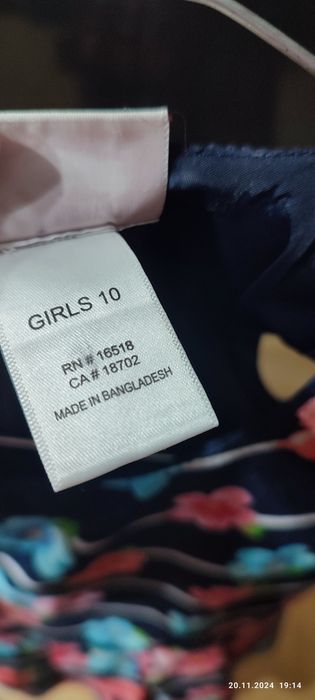 GIRLS 10
RN # 16518
CA # 18702
MADE IN BANGLADESH
20.11.2024 19:14